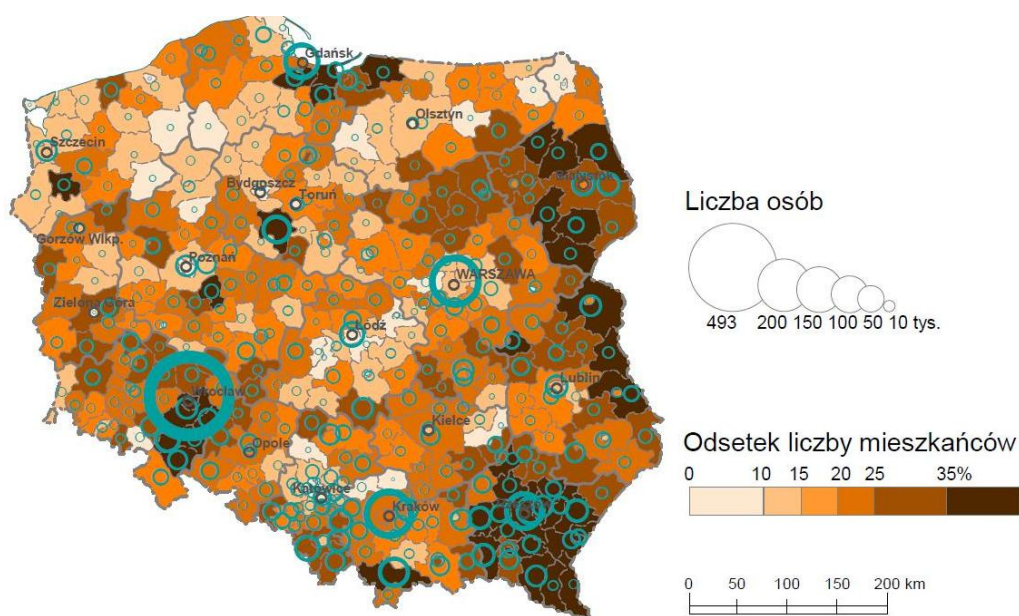 Gdańsk
Olsztyn
Szczecin
Bydgoszcz
Toruń
Gorzów Wlkp.
Poznań
WARSZAWA
Zielona Góra
Łódź
Wrocław
Lublin
Kielce
Opole
Katowice
Kraków
Liczba osób
493 200 150 100 50 10 tys.
Odsetek liczby mieszkańców
0 10 15 20 25 35%
0 50 100 150 200 km